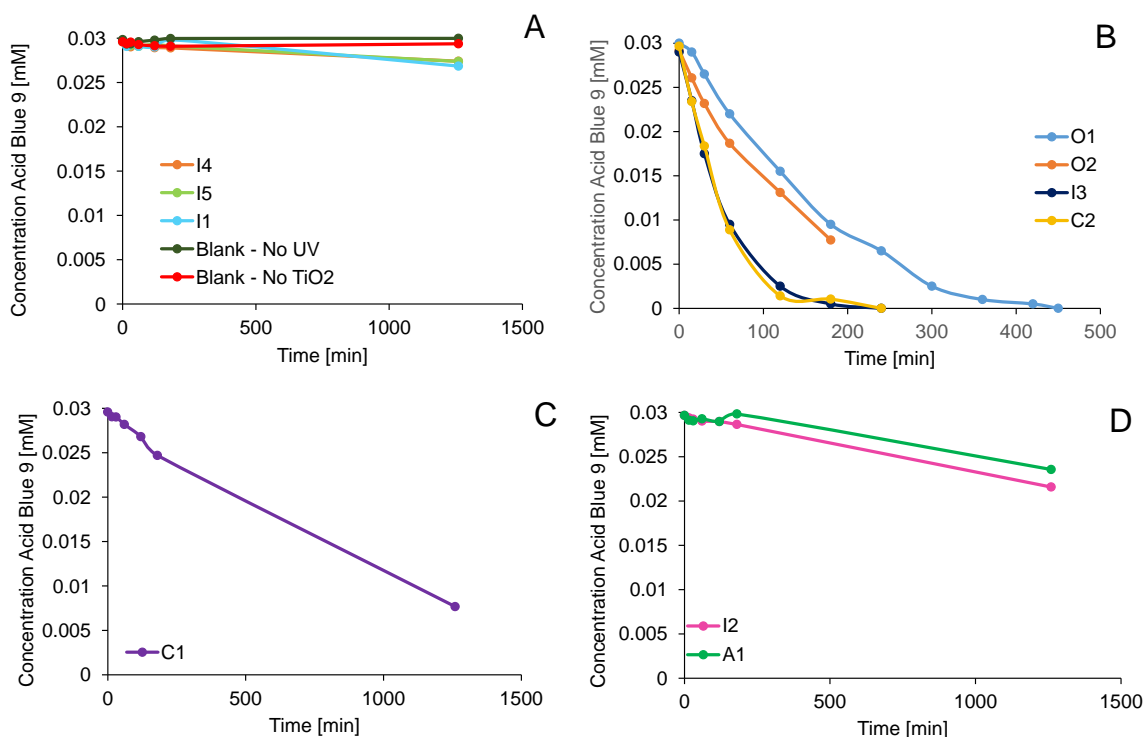 A
Concentration Acid Blue 9 [mM]
0.03
0.025
0.02
0.015
0.01
0.005
0
I4
I5
I1
Blank - No UV
Blank - No TiO2
0
500
1000
1500
Time [min]
B
Concentration Acid Blue 9 [mM]
0.03
0.025
0.02
0.015
0.01
0.005
0
O1
O2
I3
C2
0
100
200
300
400
500
Time [min]
C
Concentration Acid Blue 9 [mM]
0.03
0.025
0.02
0.015
0.01
0.005
0
C1
0
500
1000
1500
Time [min]
D
Concentration Acid Blue 9 [mM]
0.03
0.025
0.02
0.015
0.01
0.005
0
I2
A1
0
500
1000
1500
Time [min]